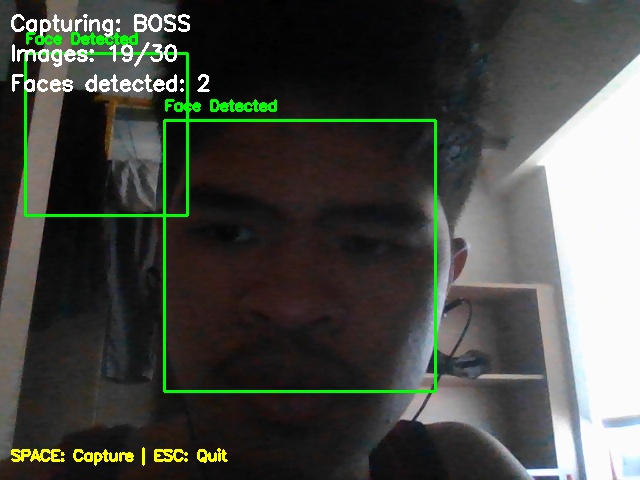 Capturing: BOSS
Face Detected
Images: 19/30
Faces detected: 2
Face Detected
SPACE: Capture | ESC: Quit